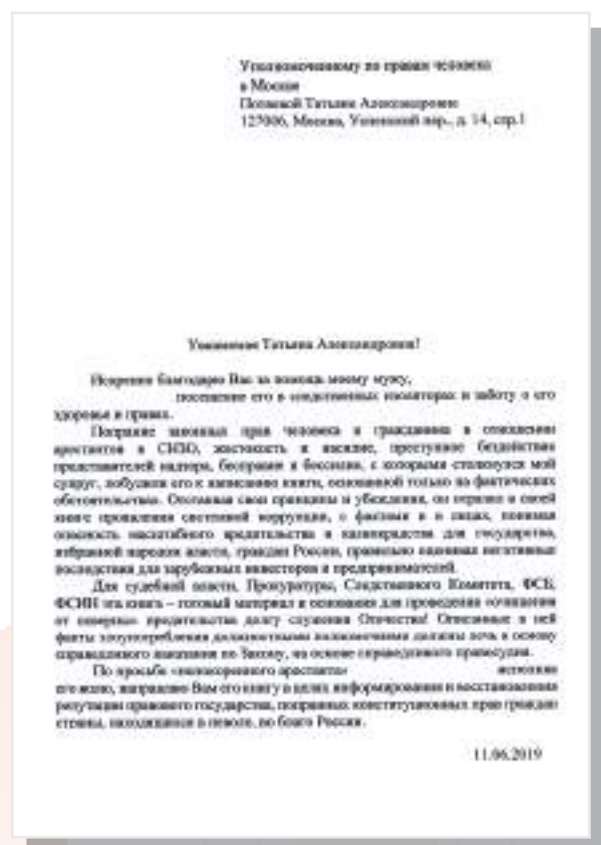 Уполномоченному по правам человека
в Москве
Потяевой Татьяне Александровне
127006, Москва, Успенский пер., д. 14, стр.1
Уважаемая Татьяна Александровна!
Искренне благодарю Вас за помощь моему мужу,
посещение его в следственных изоляторах и заботу о его
здоровье и правах.
Попрание законных прав человека и гражданина в отношении
арестантов в СИЗО, жестокость и насилие, преступное бездействие
представителей надзора, бесправие и бессилие, с которыми столкнулся мой
супруг, побудили его к написанию книги, основанной только на фактических
обстоятельствах. Отстаивая свои принципы и убеждения, он отразил в своей
книге проявления системной коррупции, с фактами и в лицах, понимая
опасность масштабного вредительства и казнокрадства для государства,
избранной народом власти, граждан России, правильно оценивая негативные
последствия для зарубежных инвесторов и предпринимателей.
Для судебной власти, Прокуратуры, Следственного Комитета, ФСБ,
ФСИН эта книга – готовый материал и основание для проведения «очищения
от скверны» предательства долгу служения Отечеству! Описанные в ней
факты злоупотребления должностными полномочиями должны лечь в основу
справедливого наказания по Закону, на основе справедливого правосудия.
По просьбе «непокоренного арестанта» исполняя
его волю, направляю Вам его книгу в целях информирования и восстановления
репутации правового государства, попранных конституционных прав граждан
страны, находящихся в неволе, во благо России.
11.06.2019